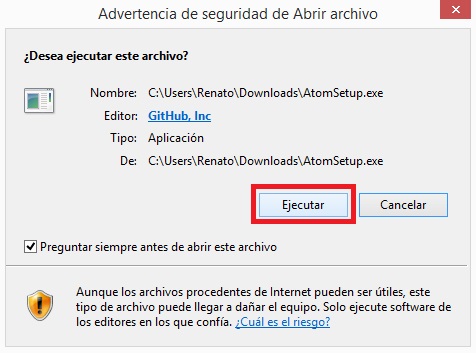 Advertencia de seguridad de Abrir archivo
¿Desea ejecutar este archivo?
Nombre: C:\Users\Renato\Downloads\AtomSetup.exe
Editor: GitHub, Inc
Tipo: Aplicación
De: C:\Users\Renato\Downloads\AtomSetup.exe
Ejecutar Cancelar
Preguntar siempre antes de abrir este archivo
Aunque los archivos procedentes de Internet pueden ser útiles, este
tipo de archivo puede llegar a dañar el equipo. Solo ejecute software de
los editores en los que confía. ¿Cuál es el riesgo?